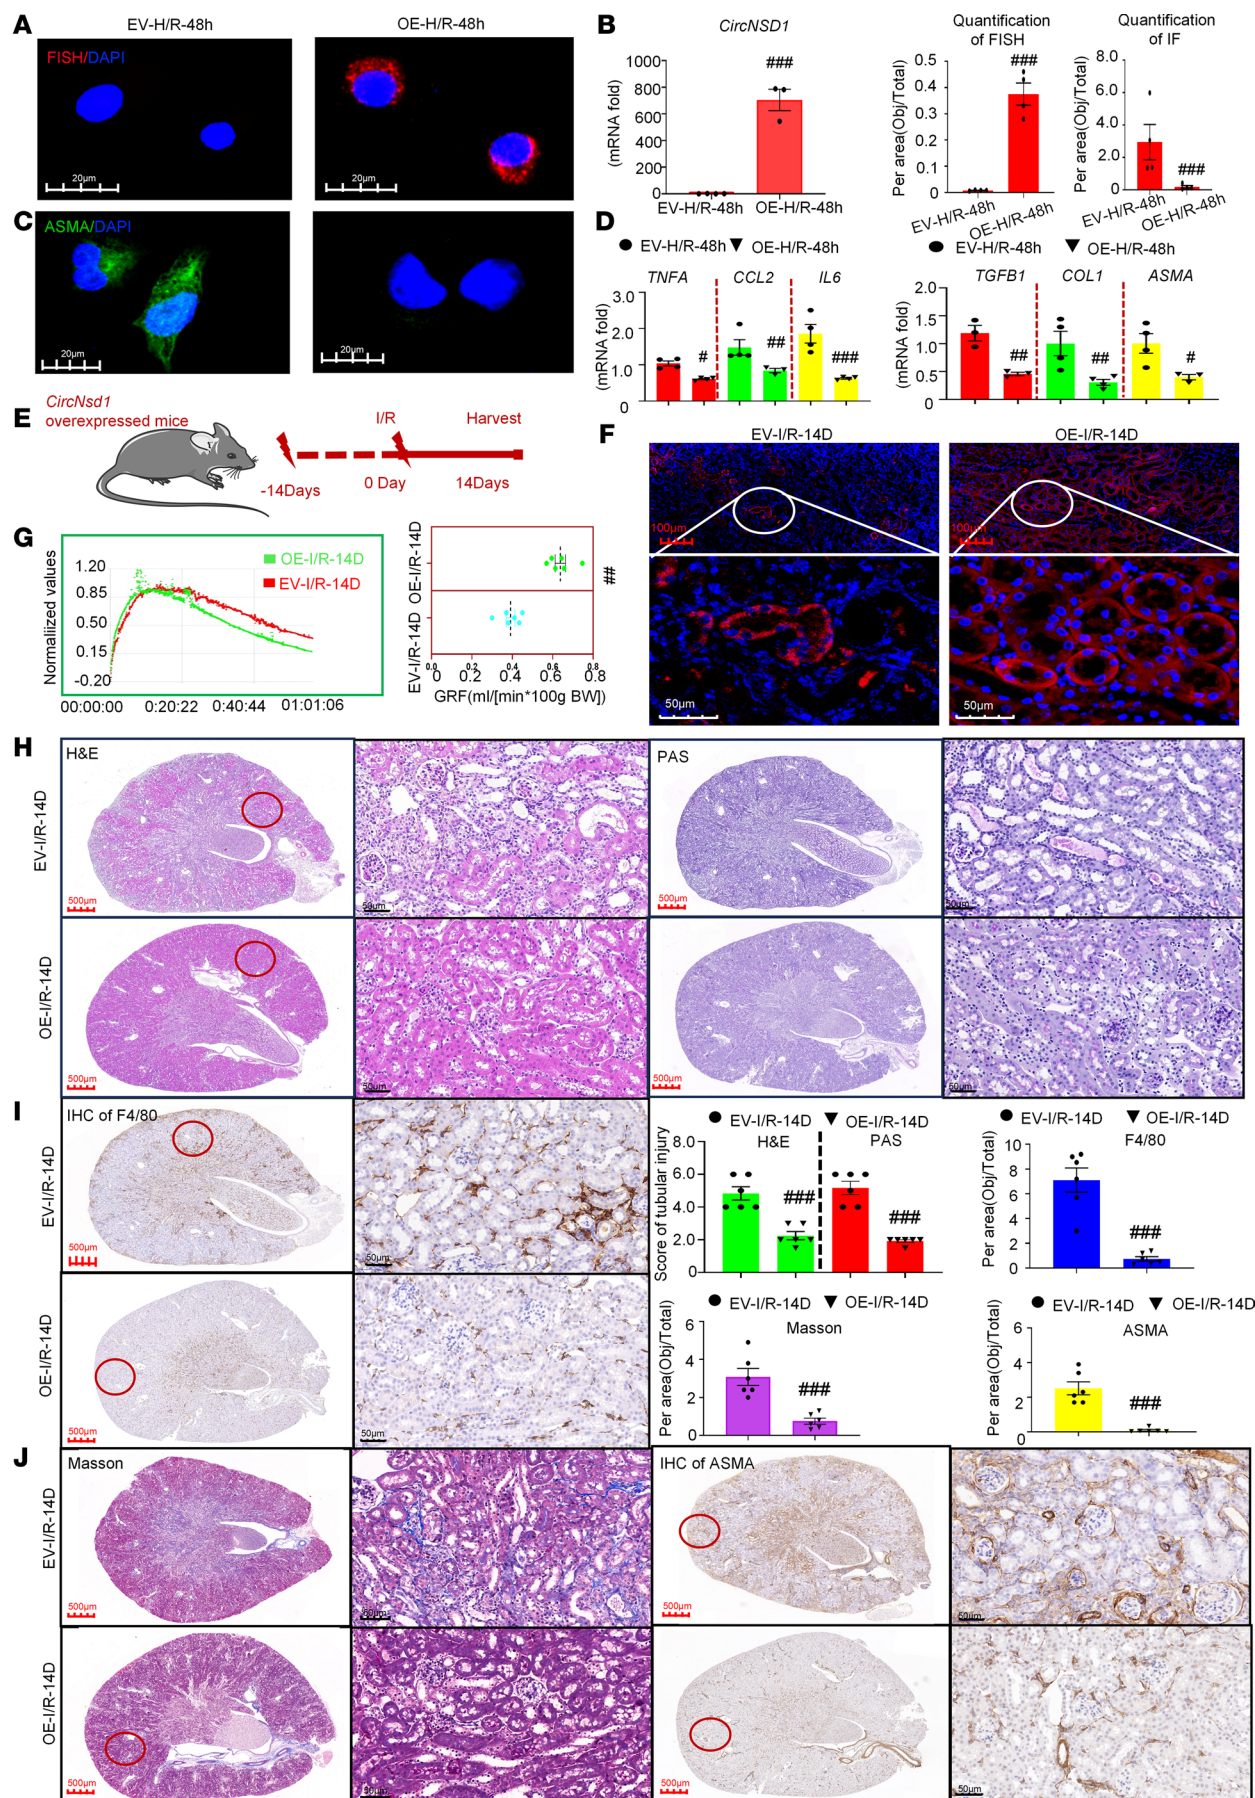 A
EV-H/R-48h
OE-H/R-48h
FISH/DAPI
20μm
20μm
B
CircNSD1
(mRNA fold)
1000
800
600
400
200
0
###
EV-H/R-48h
OE-H/R-48h
Quantification
of FISH
Per area(Obj/Total)
0.5
0.4
0.3
0.2
0.1
0
###
EV-H/R-48h
OE-H/R-48h
Quantification
of IF
Per area(Obj/Total)
8.0
6.0
4.0
2.0
0
###
EV-H/R-48h
OE-H/R-48h
C
ASMA/DAPI
20μm
20μm
D
EV-H/R-48h
OE-H/R-48h
TNFA
CCL2
IL6
(mRNA fold)
3.0
2.0
1.0
0
#
##
###
EV-H/R-48h
OE-H/R-48h
TGFB1
COL1
ASMA
(mRNA fold)
2.0
1.5
1.0
0.5
0
##
##
#
E
CircNsd1
overexpressed mice
I/R
Harvest
-14Days
0 Day
14Days
F
EV-I/R-14D
OE-I/R-14D
100μm
100μm
50μm
50μm
G
Normaliized values
1.20
0.85
0.50
0.15
-0.20
OE-I/R-14D
EV-I/R-14D
00:00:00
0:20:22
0:40:44
01:01:06
EV-I/R-14D
OE-I/R-14D
##
0.0
0.2
0.4
0.6
0.8
GRF(ml/[min*100g BW])
H
H&E
PAS
EV-I/R-14D
500μm
50μm
500μm
50μm
OE-I/R-14D
500μm
50μm
500μm
50μm
I
IHC of F4/80
EV-I/R-14D
500μm
50μm
OE-I/R-14D
500μm
50μm
EV-I/R-14D
OE-I/R-14D
H&E
PAS
Score of tubular injury
8.0
6.0
4.0
2.0
0
###
###
EV-I/R-14D
OE-I/R-14D
F4/80
Per area(Obj/Total)
10
8
6
4
2
0
###
EV-I/R-14D
OE-I/R-14D
Masson
Per area(Obj/Total)
6
4
2
0
###
EV-I/R-14D
OE-I/R-14D
ASMA
Per area(Obj/Total)
6
4
2
0
###
J
Masson
IHC of ASMA
EV-I/R-14D
500μm
50μm
500μm
50μm
OE-I/R-14D
500μm
50μm
500μm
50μm